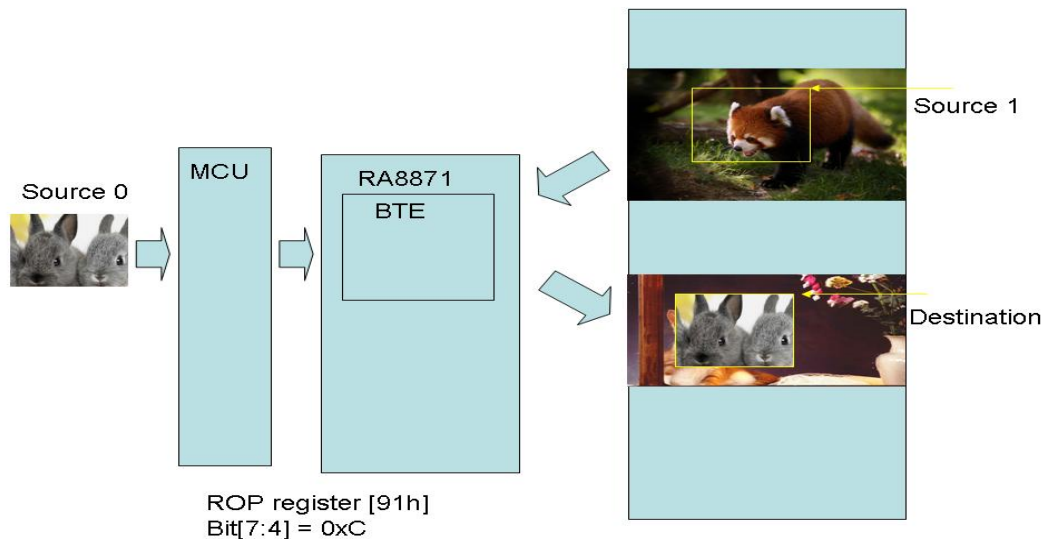 Source 0
MCU
RA8871
BTE
Source 1
Destination
ROP register [91h]
Bit[7:4] = 0xC